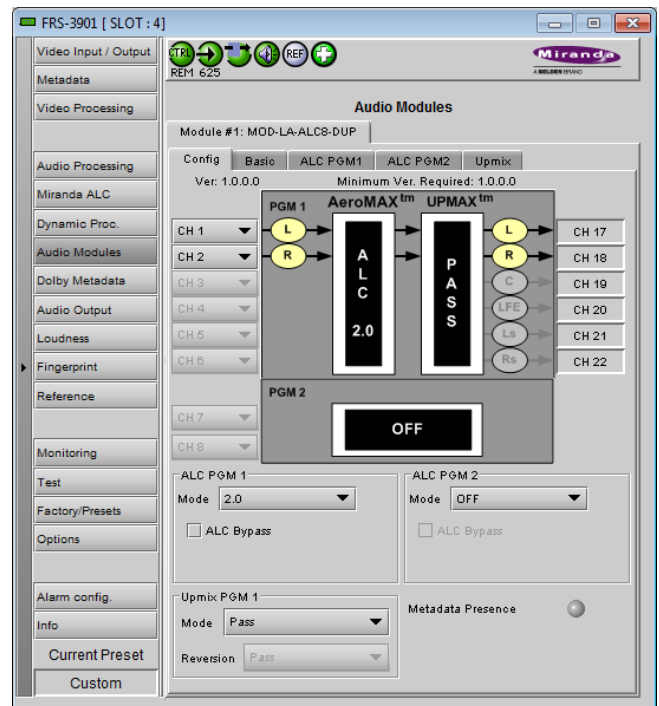 FRS-3901 [ SLOT : 4]
Video Input / Output
Metadata
Video Processing
Audio Processing
Miranda ALC
Dynamic Proc.
Audio Modules
Dolby Metadata
Audio Output
Loudness
Fingerprint
Reference
Monitoring
Test
Factory/Presets
Options
Alarm config.
Info
Current Preset
Custom
CTRL
REF
REM 625
Miranda
A BELDEN BRAND
Audio Modules
Module #1: MOD-LA-ALC8-DUP
Config Basic ALC PGM1 ALC PGM2 Upmix
Ver: 1.0.0.0 Minimum Ver. Required: 1.0.0.0
PGM 1 AeroMAX tm UPMAX tm
CH 1 L L CH 17
CH 2 R R CH 18
CH 3 C CH 19
CH 4 LFE CH 20
CH 5 Ls CH 21
CH 6 Rs CH 22
ALC 2.0
PASS
PGM 2
CH 7
CH 8
OFF
ALC PGM 1
Mode 2.0
ALC Bypass
ALC PGM 2
Mode OFF
ALC Bypass
Upmix PGM 1
Mode Pass
Reversion Pass
Metadata Presence